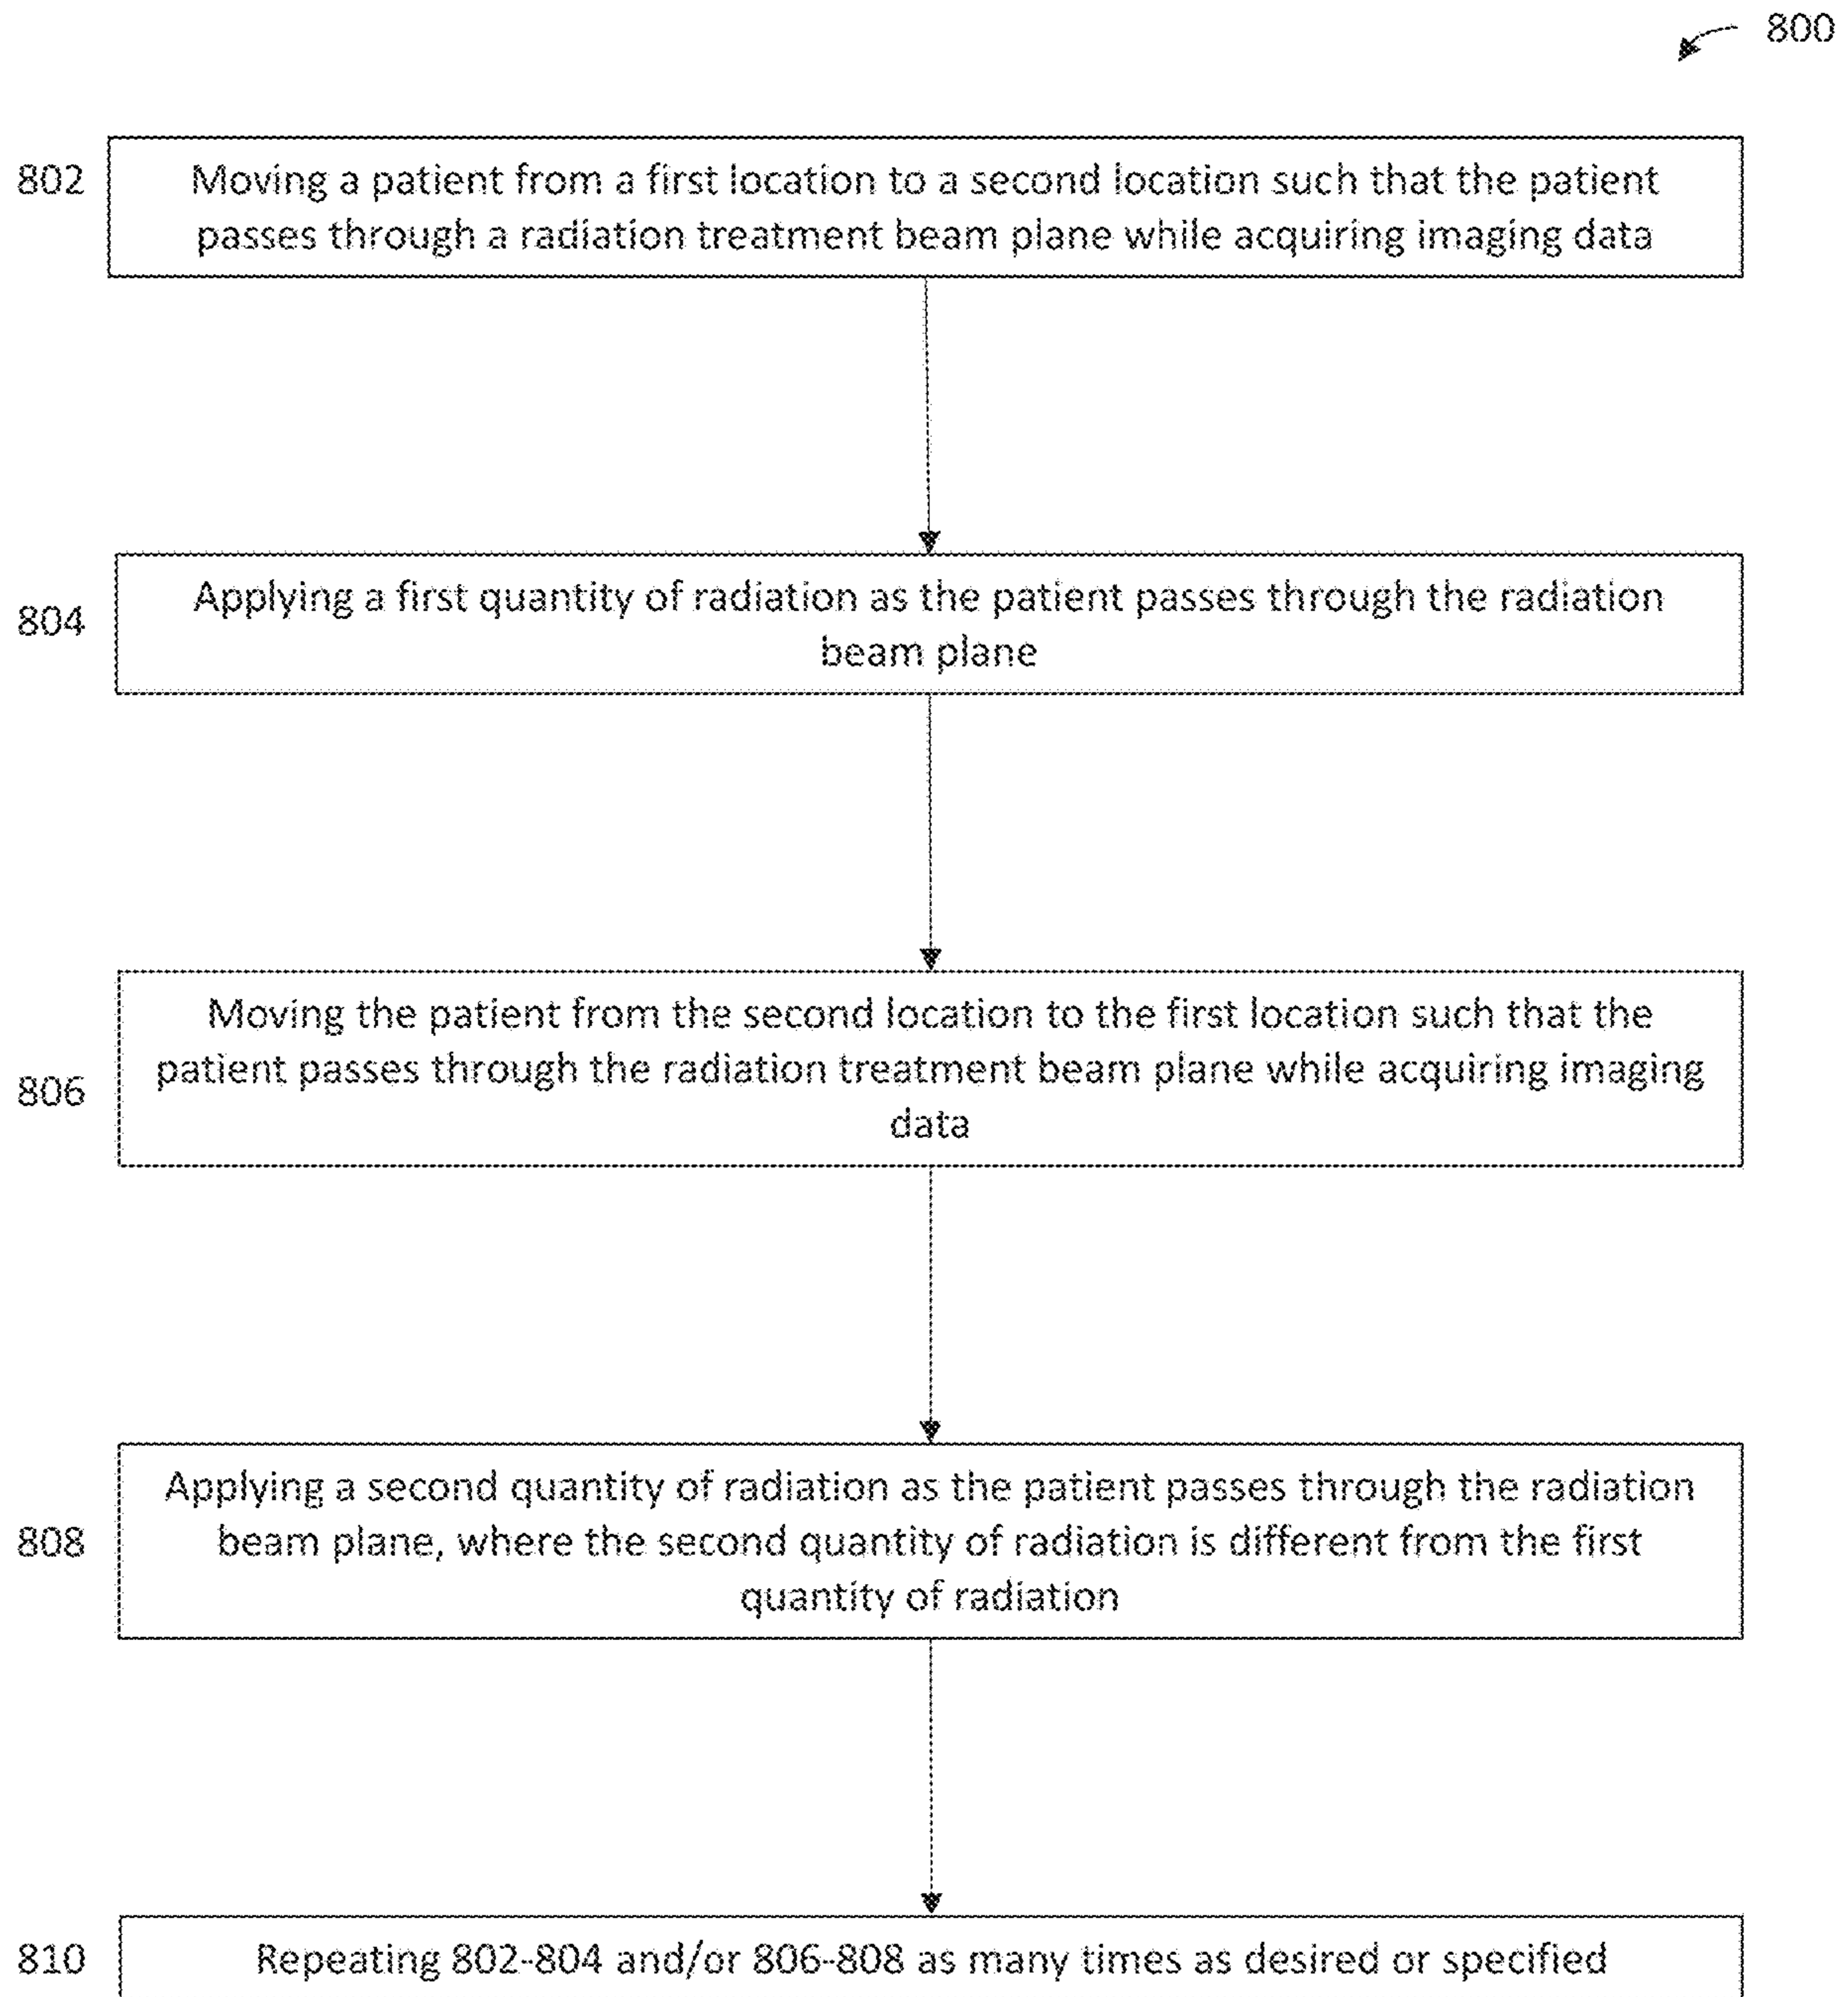 800
802
Moving a patient from a first location to a second location such that the patient
passes through a radiation treatment beam plane while acquiring imaging data
804
Applying a first quantity of radiation as the patient passes through the radiation
beam plane
806
Moving the patient from the second location to the first location such that the
patient passes through the radiation treatment beam plane while acquiring imaging
data
808
Applying a second quantity of radiation as the patient passes through the radiation
beam plane, where the second quantity of radiation is different from the first
quantity of radiation
810
Repeating 802-804 and/or 806-808 as many times as desired or specified